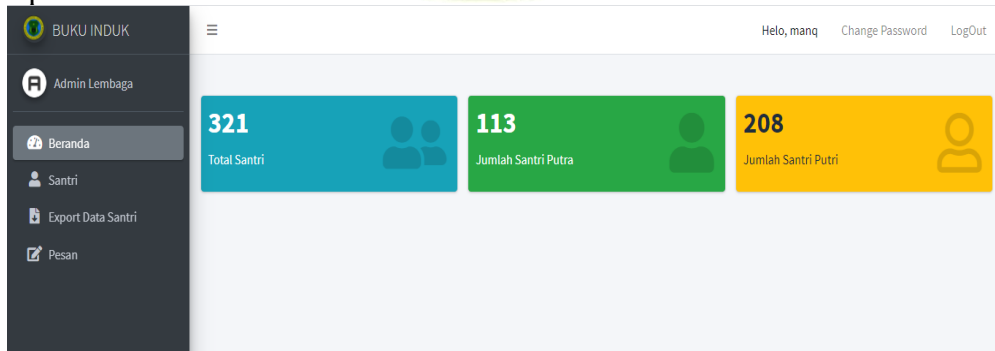 BUKU INDUK
Helo, manq
Change Password
LogOut
Admin Lembaga
Beranda
Santri
Export Data Santri
Pesan
321
Total Santri
113
Jumlah Santri Putra
208
Jumlah Santri Putri